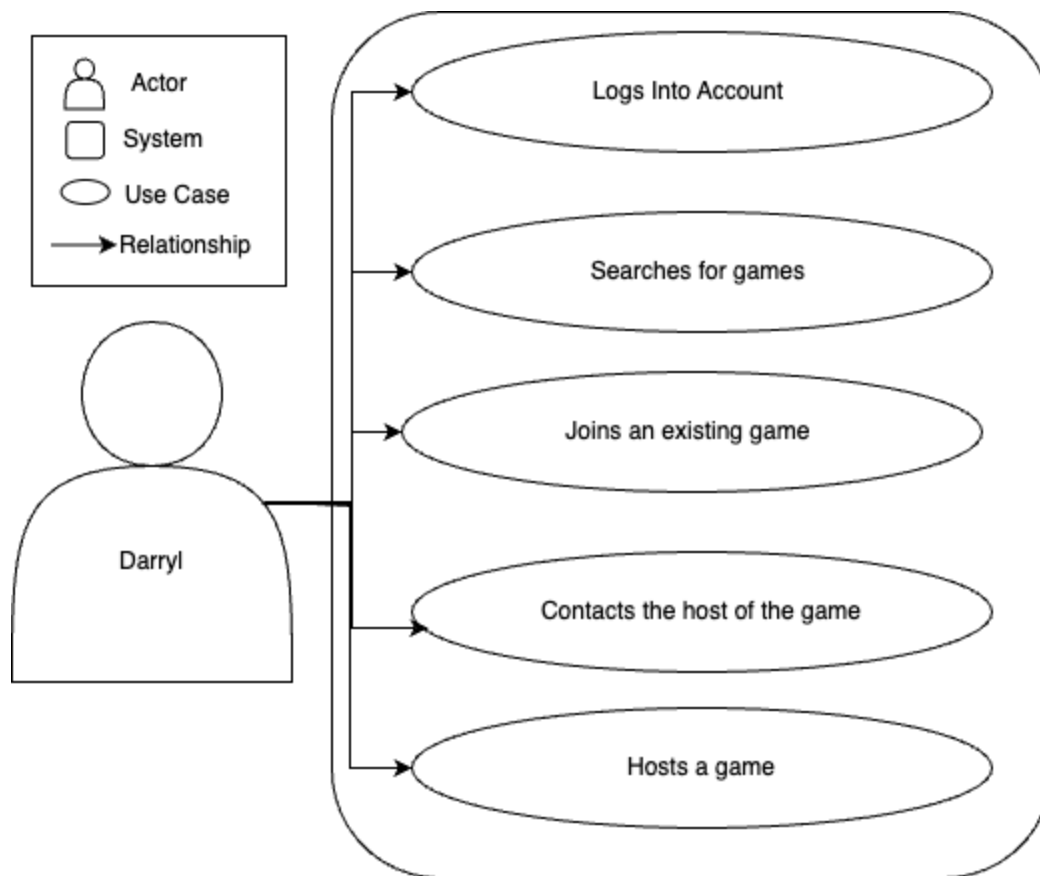 Actor
System
Use Case
Relationship
Darryl
Logs Into Account
Searches for games
Joins an existing game
Contacts the host of the game
Hosts a game